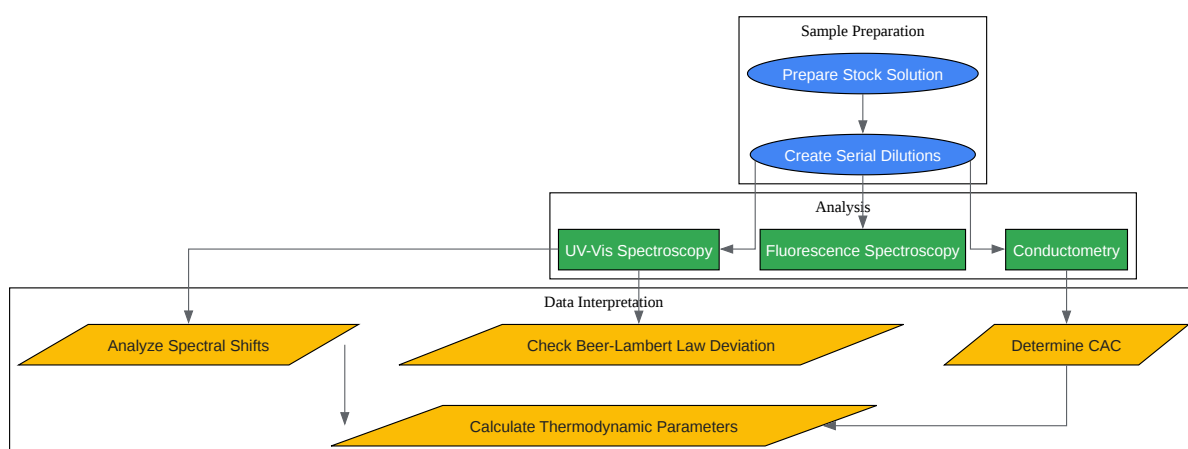 Sample Preparation
Prepare Stock Solution
Create Serial Dilutions
Analysis
UV-Vis Spectroscopy
Fluorescence Spectroscopy
Conductometry
Data Interpretation
Analyze Spectral Shifts
Check Beer-Lambert Law Deviation
Determine CAC
Calculate Thermodynamic Parameters